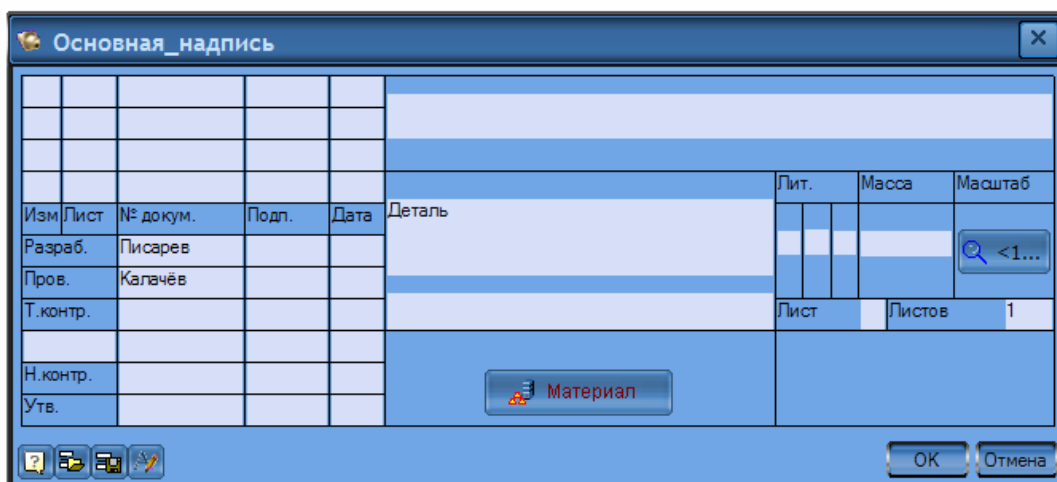 Основная_надпись
Лит. Масса Масштаб
Изм Лист № докум. Подп. Дата Деталь
Разраб. Писарев
<1...
Пров. Калачёв
Т.контр. Лист Листов 1
Н.контр.
Материал
Утв.
OK Отмена